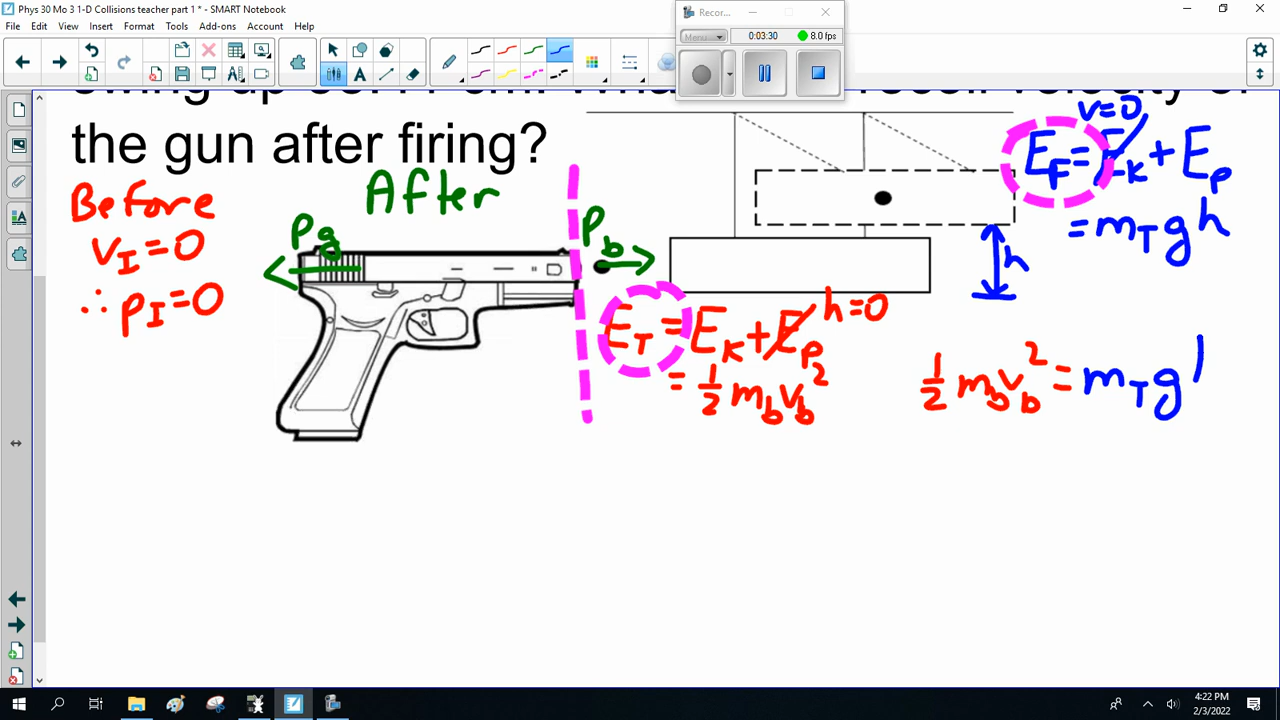 Phys 30 Mo 3 1-D Collisions teacher part 1 * - SMART Notebook
File Edit View Insert Format Tools Add-ons Account Help
Recor...
Menu
0:03:30
8.0 fps
the gun after firing?
Before
v_I=0
∴ p_I=0
After
p_g
p_b
v=0
E_F=E_K+E_p
=m_T g h
h
E_T=E_K+E_p h=0
=½ m_b v_b²
½ m_b v_b² = m_T g
4:22 PM
2/3/2022